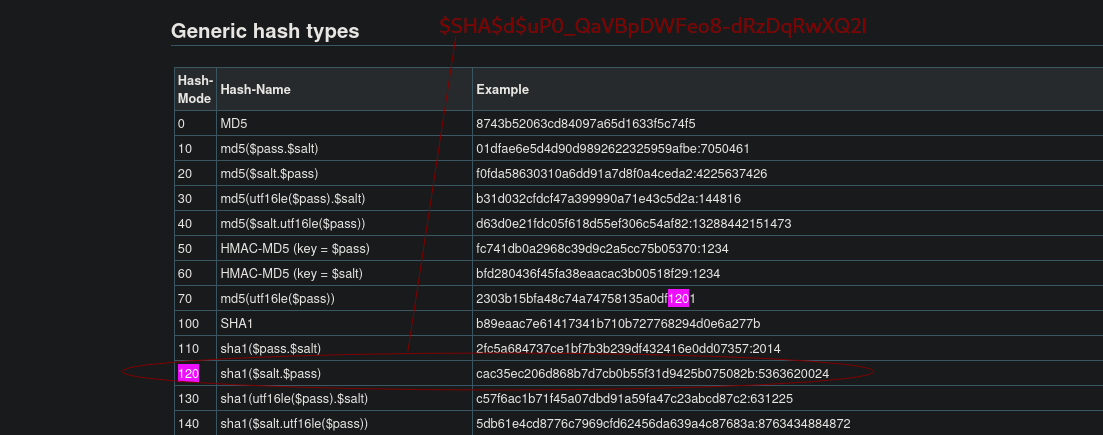 $SHA$d$uP0_QaVBpDWFeo8-dRzDqRwXQ2I
Generic hash types
Hash-Mode Hash-Name Example
0 MD5 8743b52063cd84097a65d1633f5c74f5
10 md5($pass.$salt) 01dfae6e5d4d90d9892622325959afbe:7050461
20 md5($salt.$pass) f0fda58630310a6dd91a7d8f0a4ceda2:4225637426
30 md5(utf16le($pass).$salt) b31d032cfdcf47a399990a71e43c5d2a:144816
40 md5($salt.utf16le($pass)) d63d0e21fdc05f618d55ef306c54af82:13288442151473
50 HMAC-MD5 (key = $pass) fc741db0a2968c39d9c2a5cc75b05370:1234
60 HMAC-MD5 (key = $salt) bfd280436f45fa38eaacac3b00518f29:1234
70 md5(utf16le($pass)) 2303b15bfa48c74a74758135a0df1201
100 SHA1 b89eaac7e61417341b710b727768294d0e6a277b
110 sha1($pass.$salt) 2fc5a684737ce1bf7b3b239df432416e0dd07357:2014
120 sha1($salt.$pass) cac35ec206d868b7d7cb0b55f31d9425b075082b:5363620024
130 sha1(utf16le($pass).$salt) c57f6ac1b71f45a07dbd91a59fa47c23abcd87c2:631225
140 sha1($salt.utf16le($pass)) 5db61e4cd8776c7969cfd62456da639a4c87683a:8763434884872